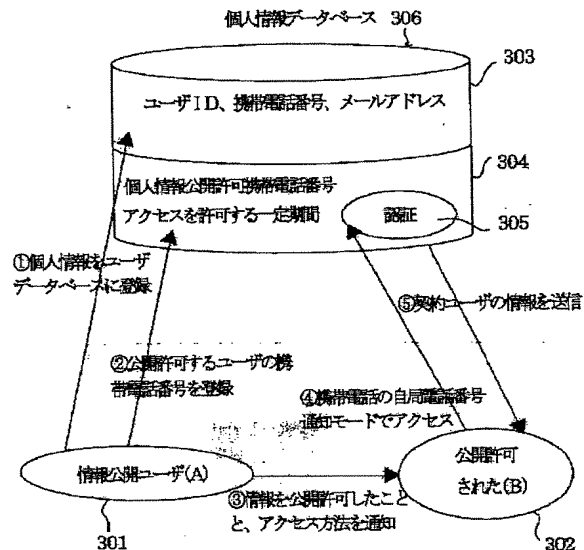 個人情報データベース
306
303
ユーザID、携帯電話番号、メールアドレス
304
個人情報公開許可携帯電話番号
アクセスを許可する一定期間
認証
305
①個人情報をユーザ
データベースに登録
⑤契約ユーザの情報を送信
②公開許可するユーザの携
帯電話番号を登録
④携帯電話の自局電話番号
通知モードでアクセス
情報公開ユーザ(A)
公開許可
された(B)
③情報を公開許可したこと
と、アクセス方法を通知
301
302